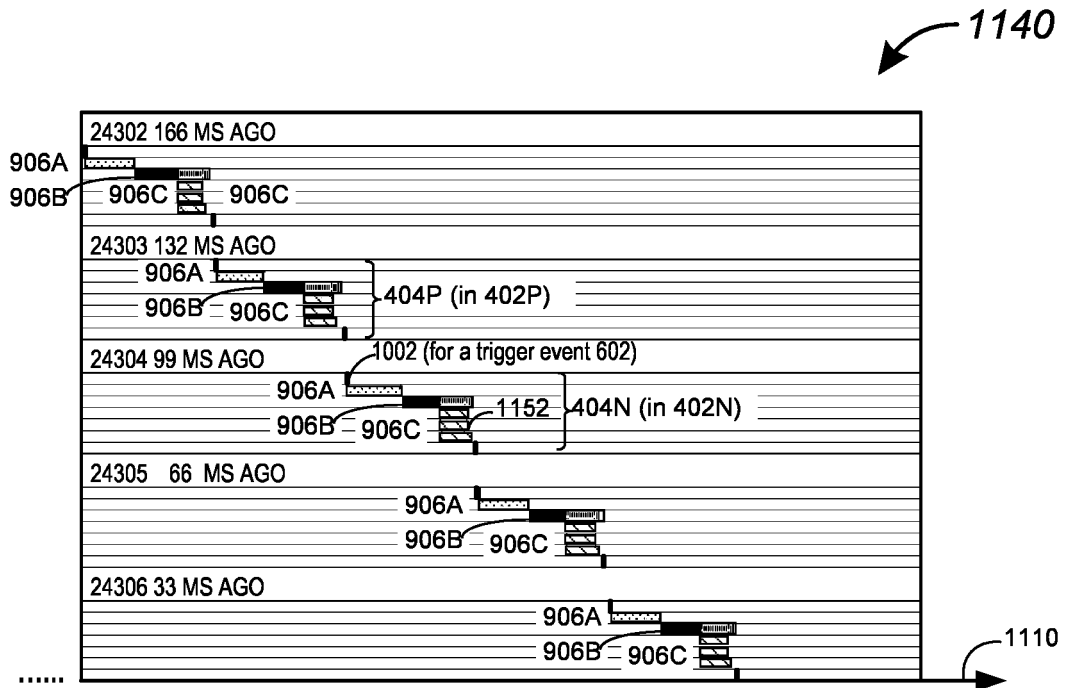 1140
24302 166 MS AGO
906A
906B 906C 906C
24303 132 MS AGO
906A
906B 906C 404P (in 402P)
24304 99 MS AGO 1002 (for a trigger event 602)
906A
906B 906C 1152 404N (in 402N)
24305 66 MS AGO
906A
906B 906C
24306 33 MS AGO
906A
906B 906C
1110
......